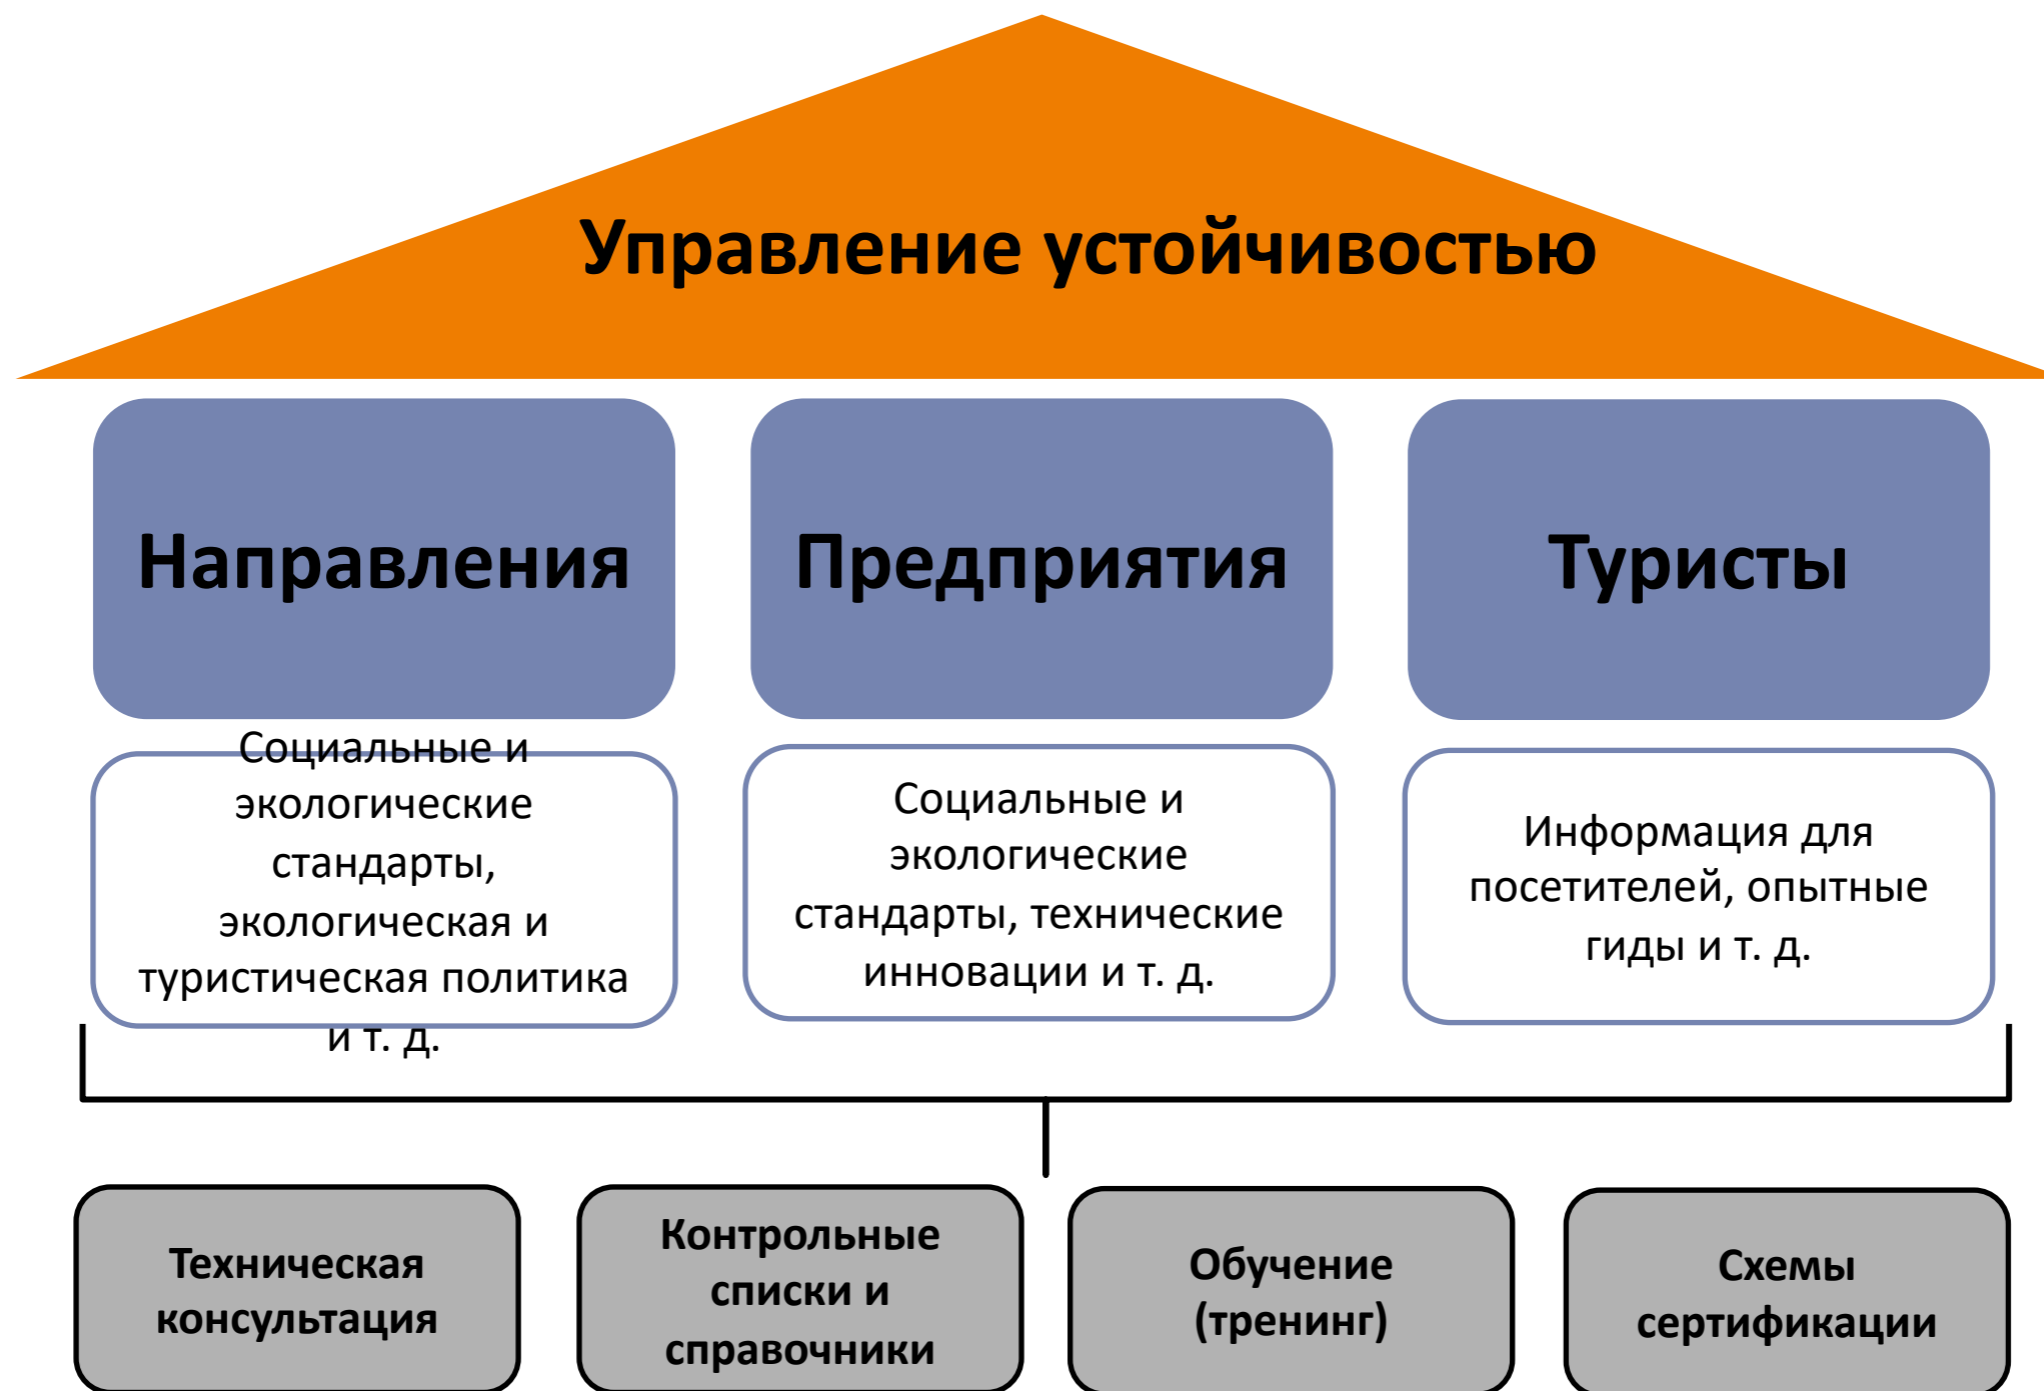 Управление устойчивостью
Направления
Предприятия
Туристы
Социальные и
экологические
стандарты,
экологическая и
туристическая политика
и т. д.
Социальные и
экологические
стандарты, технические
инновации и т. д.
Информация для
посетителей, опытные
гиды и т. д.
Техническая
консультация
Контрольные
списки и
справочники
Обучение
(тренинг)
Схемы
сертификации